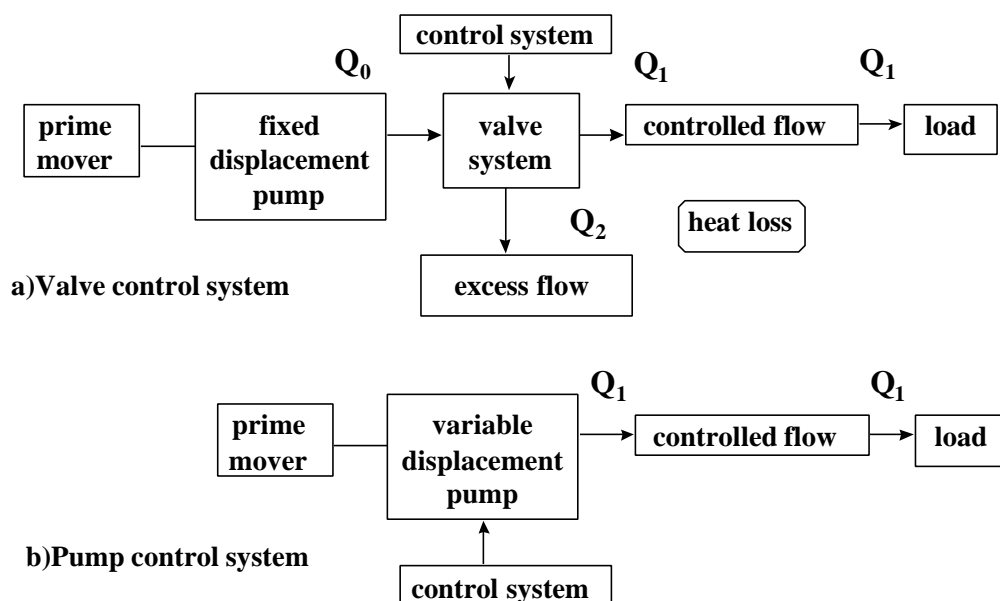 control system
Q0
Q1
Q1
prime
mover
fixed
displacement
pump
valve
system
controlled flow
load
Q2
heat loss
excess flow
a)Valve control system
Q1
Q1
prime
mover
variable
displacement
pump
controlled flow
load
b)Pump control system
control system